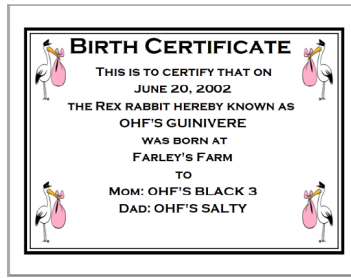 BIRTH CERTIFICATE
THIS IS TO CERTIFY THAT ON
JUNE 20, 2002
THE REX RABBIT HEREBY KNOWN AS
OHF'S GUINIVERE
WAS BORN AT
FARLEY'S FARM
TO
MOM: OHF'S BLACK 3
DAD: OHF'S SALTY